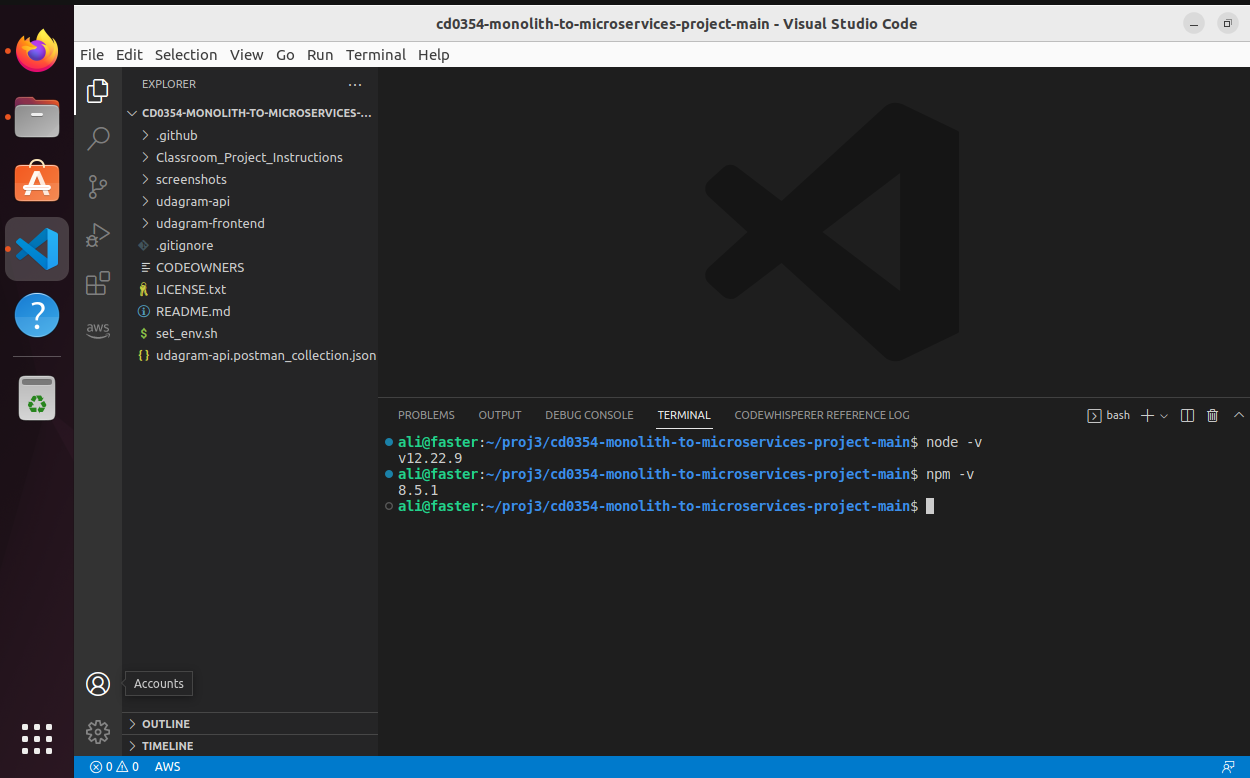 cd0354-monolith-to-microservices-project-main - Visual Studio Code
File Edit Selection View Go Run Terminal Help
EXPLORER
CD0354-MONOLITH-TO-MICROSERVICES-...
.github
Classroom_Project_Instructions
screenshots
udagram-api
udagram-frontend
.gitignore
CODEOWNERS
LICENSE.txt
README.md
$ set_env.sh
{} udagram-api.postman_collection.json
aws
PROBLEMS OUTPUT DEBUG CONSOLE TERMINAL CODEWHISPERER REFERENCE LOG
bash
ali@faster:~/proj3/cd0354-monolith-to-microservices-project-main$ node -v
v12.22.9
ali@faster:~/proj3/cd0354-monolith-to-microservices-project-main$ npm -v
8.5.1
ali@faster:~/proj3/cd0354-monolith-to-microservices-project-main$
Accounts
OUTLINE
TIMELINE
0 0 AWS